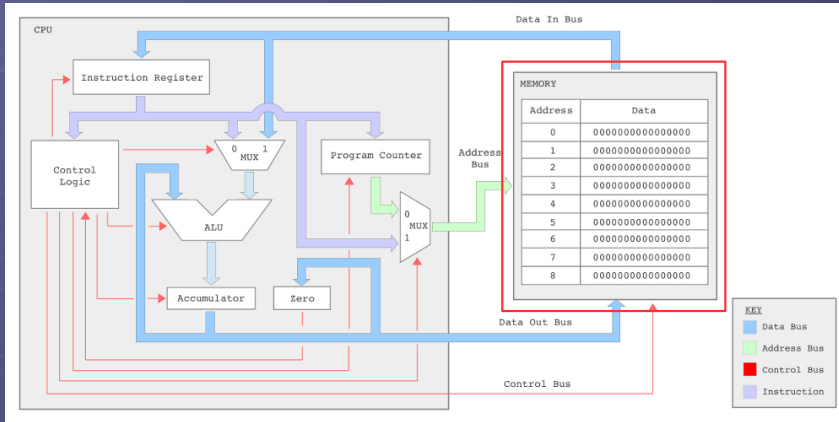 CPU
Data In Bus
Instruction Register
MEMORY
Address Data
0 0000000000000000
1 0000000000000000
2 0000000000000000
3 0000000000000000
4 0000000000000000
5 0000000000000000
6 0000000000000000
7 0000000000000000
8 0000000000000000
Control
Logic
0 1
MUX
Program Counter
Address
Bus
0
MUX
1
ALU
Accumulator
Zero
Data Out Bus
Control Bus
KEY
Data Bus
Address Bus
Control Bus
Instruction